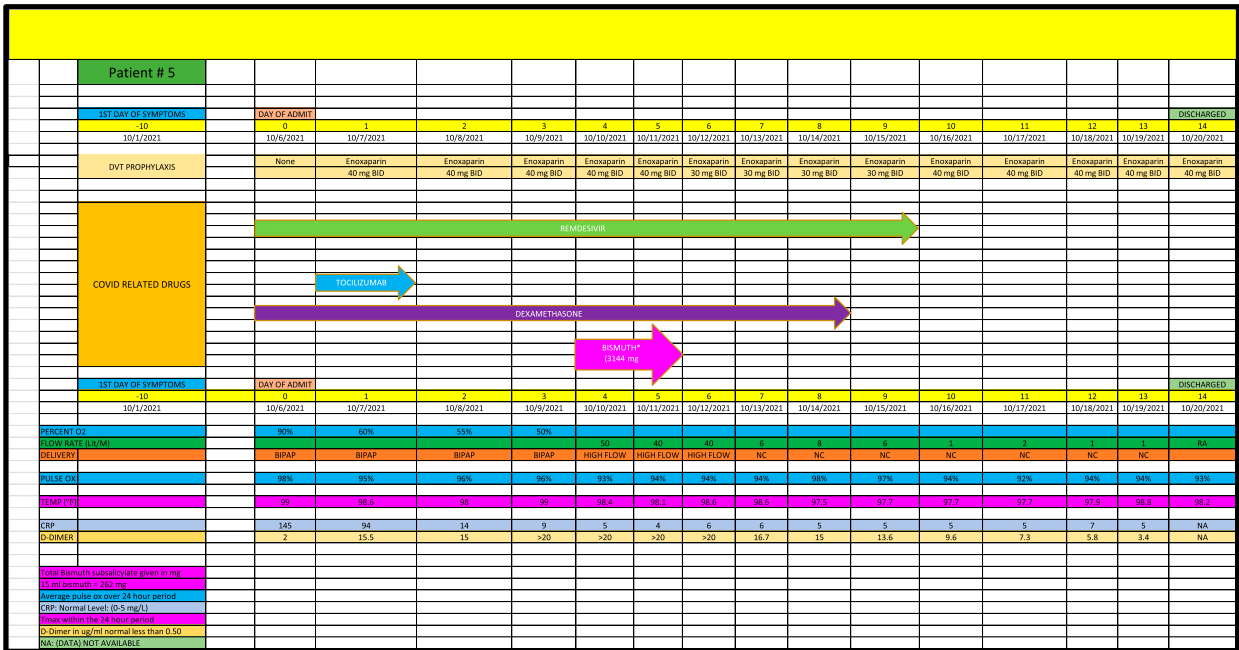 Patient # 5
1ST DAY OF SYMPTOMS DAY OF ADMIT DISCHARGED
-10 0 1 2 3 4 5 6 7 8 9 10 11 12 13 14
10/1/2021 10/6/2021 10/7/2021 10/8/2021 10/9/2021 10/10/2021 10/11/2021 10/12/2021 10/13/2021 10/14/2021 10/15/2021 10/16/2021 10/17/2021 10/18/2021 10/19/2021 10/20/2021
DVT PROPHYLAXIS
None Enoxaparin Enoxaparin Enoxaparin Enoxaparin Enoxaparin Enoxaparin Enoxaparin Enoxaparin Enoxaparin Enoxaparin Enoxaparin Enoxaparin Enoxaparin Enoxaparin
40 mg BID 40 mg BID 40 mg BID 40 mg BID 40 mg BID 30 mg BID 30 mg BID 30 mg BID 30 mg BID 40 mg BID 40 mg BID 40 mg BID 40 mg BID 40 mg BID
COVID RELATED DRUGS
REMDESIVIR
TOCILIZUMAB
DEXAMETHASONE
BISMUTH*
(3144 mg
1ST DAY OF SYMPTOMS DAY OF ADMIT DISCHARGED
-10 0 1 2 3 4 5 6 7 8 9 10 11 12 13 14
10/1/2021 10/6/2021 10/7/2021 10/8/2021 10/9/2021 10/10/2021 10/11/2021 10/12/2021 10/13/2021 10/14/2021 10/15/2021 10/16/2021 10/17/2021 10/18/2021 10/19/2021 10/20/2021
PERCENT O2 90% 60% 55% 50%
FLOW RATE (Lit/M) 50 40 40 6 8 6 1 2 1 1 RA
DELIVERY BIPAP BIPAP BIPAP BIPAP HIGH FLOW HIGH FLOW HIGH FLOW NC NC NC NC NC NC NC
PULSE OX 98% 95% 96% 96% 93% 94% 94% 94% 98% 97% 94% 92% 94% 94% 93%
TEMP (°F) 99 98.6 98 99 98.4 98.1 98.6 98.6 97.5 97.7 97.7 97.7 97.9 98.8 98.2
CRP 145 94 14 9 5 4 6 6 5 5 5 5 7 5 NA
D-DIMER 2 15.5 15 >20 >20 >20 >20 16.7 15 13.6 9.6 7.3 5.8 3.4 NA
Total Bismuth subsalicylate given in mg
15 ml bismuth = 262 mg
Average pulse ox over 24 hour period
CRP: Normal Level: (0-5 mg/L)
Tmax within the 24 hour period
D-Dimer in ug/ml normal less than 0.50
NA: (DATA) NOT AVAILABLE